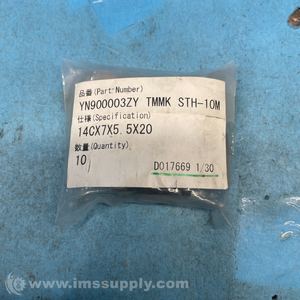 品番(Part Number)
YN900003ZY TMMK STH-10M
仕様(Specification)
14CX7X5.5X20
数量(Quantity)
10
D017669 1/30
© www.imssupply.com